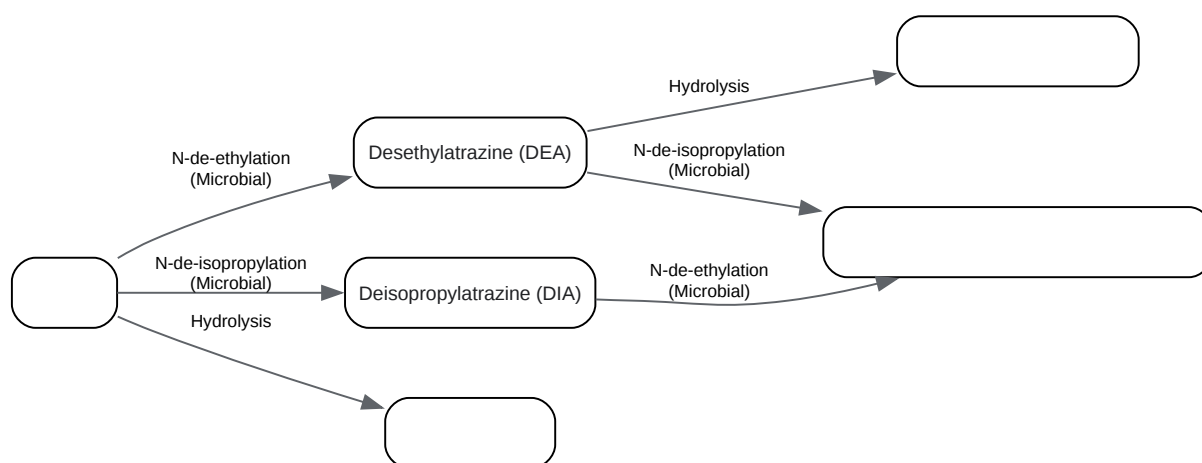 Hydrolysis
Desethylatrazine (DEA)
N-de-isopropylation
(Microbial)
N-de-ethylation
(Microbial)
N-de-isopropylation
(Microbial)
Deisopropylatrazine (DIA)
N-de-ethylation
(Microbial)
Hydrolysis